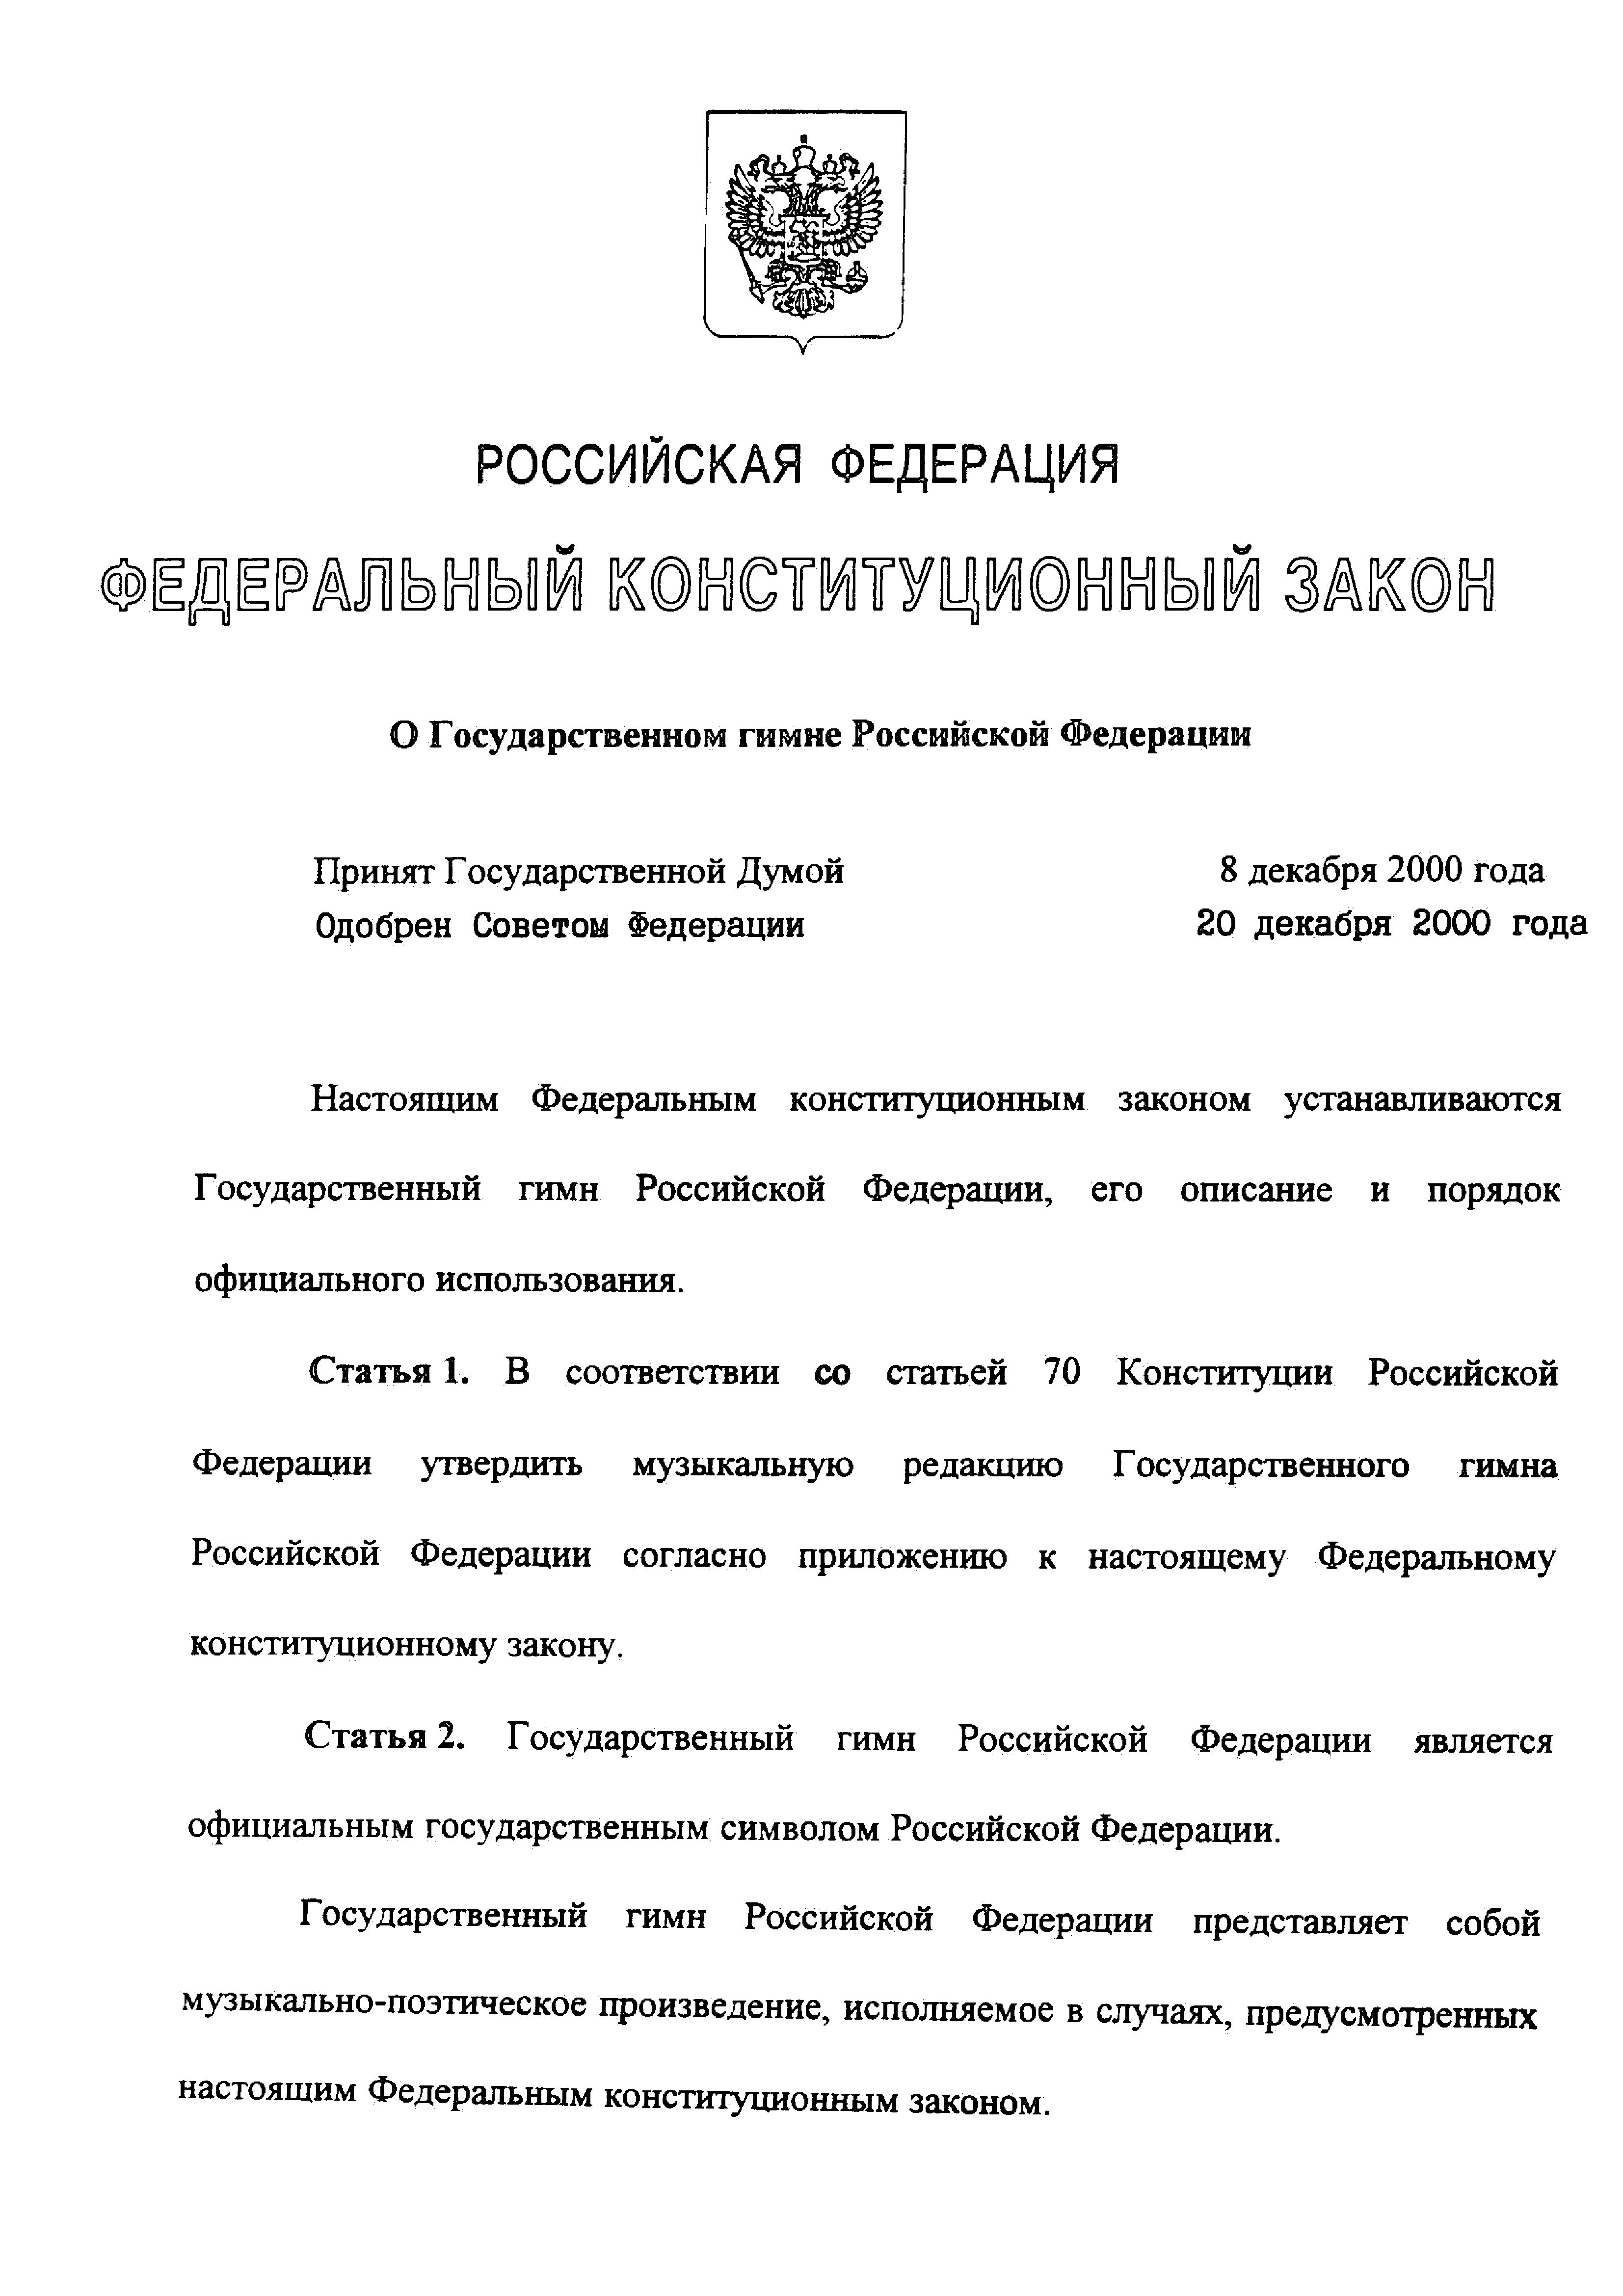 РОССИЙСКАЯ ФЕДЕРАЦИЯ
ФЕДЕРАЛЬНЫЙ КОНСТИТУЦИОННЫЙ ЗАКОН
О Государственном гимне Российской Федерации
Принят Государственной Думой 8 декабря 2000 года
Одобрен Советом Федерации 20 декабря 2000 года
Настоящим Федеральным конституционным законом устанавливаются
Государственный гимн Российской Федерации, его описание и порядок
официального использования.
Статья 1. В соответствии со статьей 70 Конституции Российской
Федерации утвердить музыкальную редакцию Государственного гимна
Российской Федерации согласно приложению к настоящему Федеральному
конституционному закону.
Статья 2. Государственный гимн Российской Федерации является
официальным государственным символом Российской Федерации.
Государственный гимн Российской Федерации представляет собой
музыкально-поэтическое произведение, исполняемое в случаях, предусмотренных
настоящим Федеральным конституционным законом.